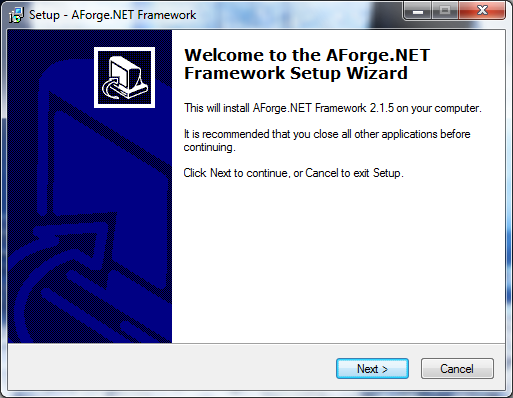 Setup - AForge.NET Framework
Welcome to the AForge.NET
Framework Setup Wizard
This will install AForge.NET Framework 2.1.5 on your computer.
It is recommended that you close all other applications before
continuing.
Click Next to continue, or Cancel to exit Setup.
Next >
Cancel